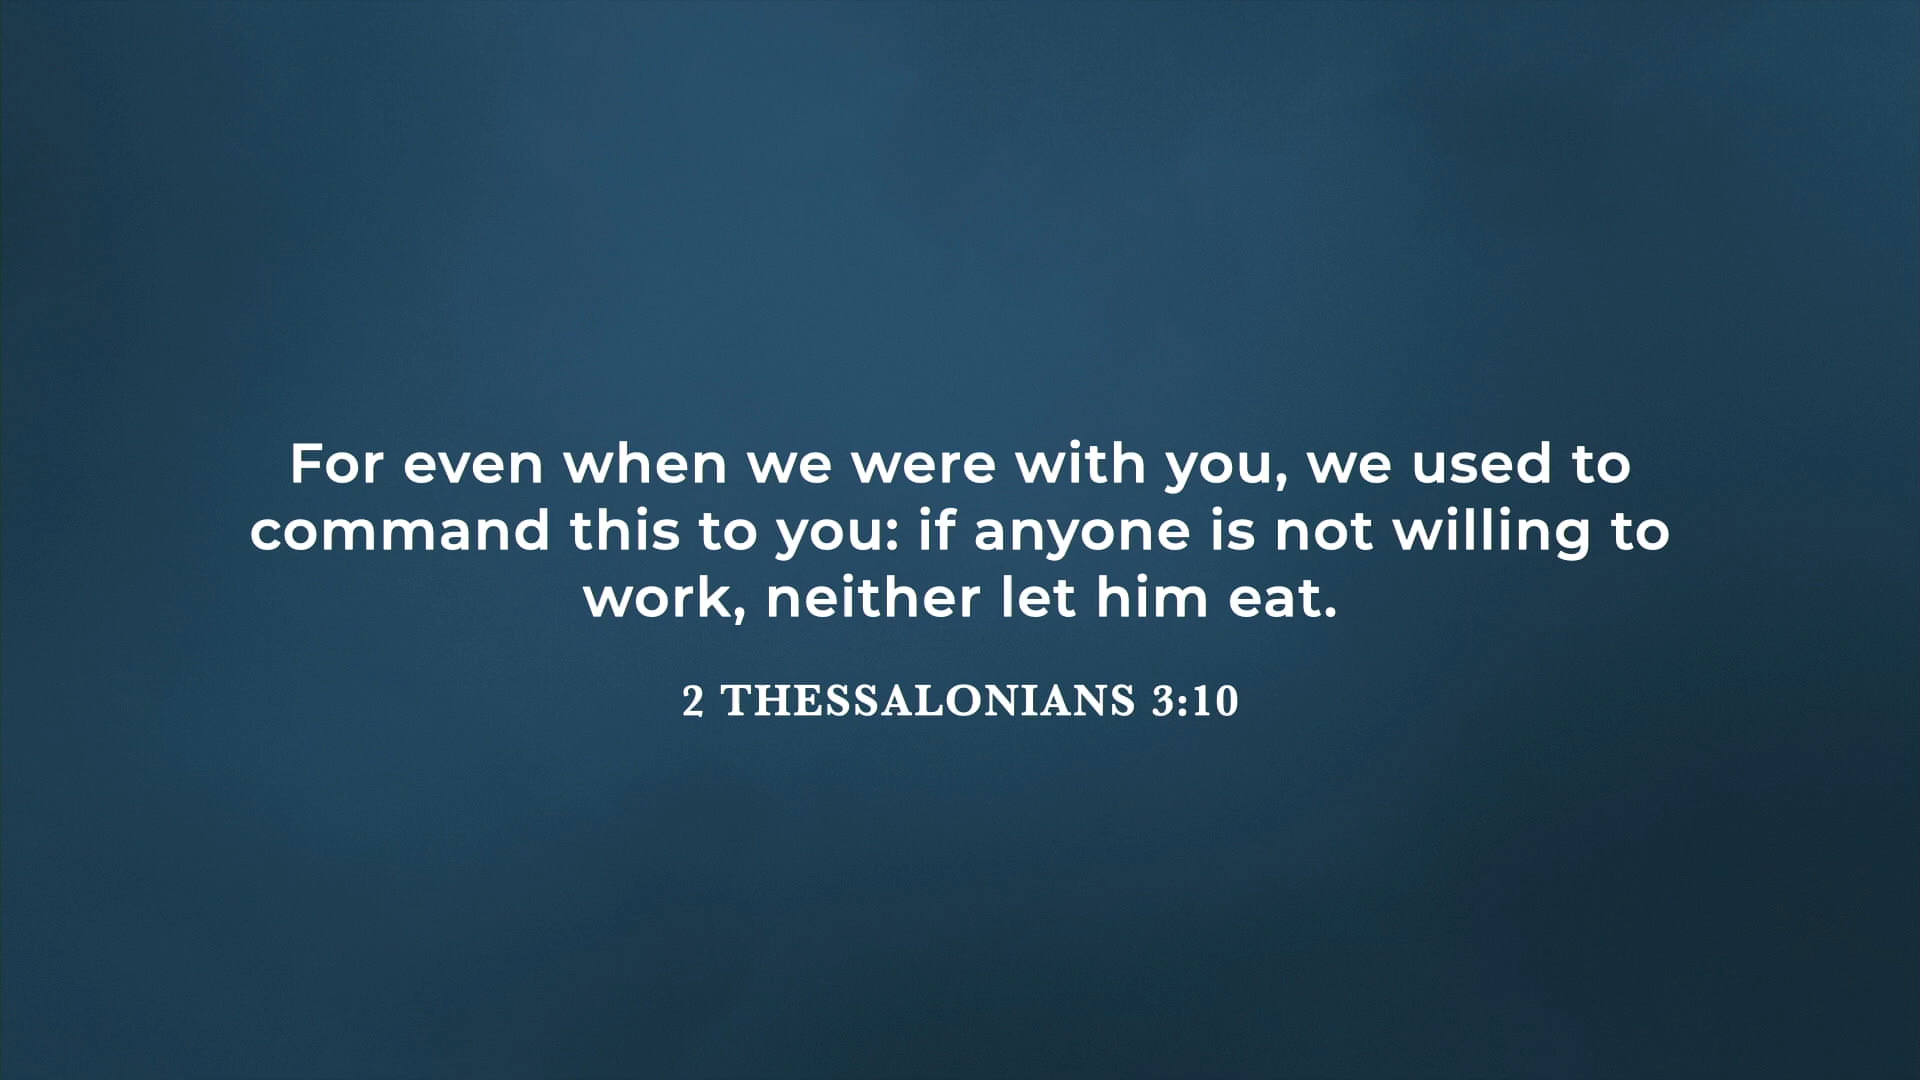 For even when we were with you, we used to
command this to you: if anyone is not willing to
work, neither let him eat.
2 THESSALONIANS 3:10